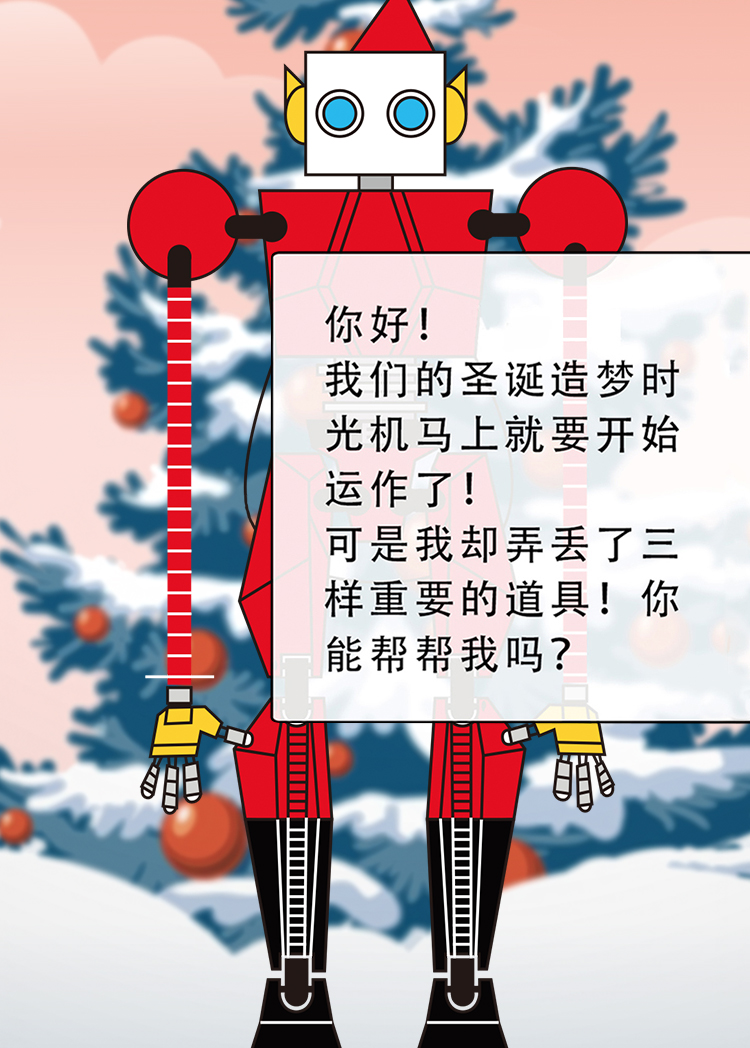 你好！
我们的圣诞造梦时
光机马上就要开始
运作了！
可是我却弄丢了三
样重要的道具！你
能帮帮我吗？